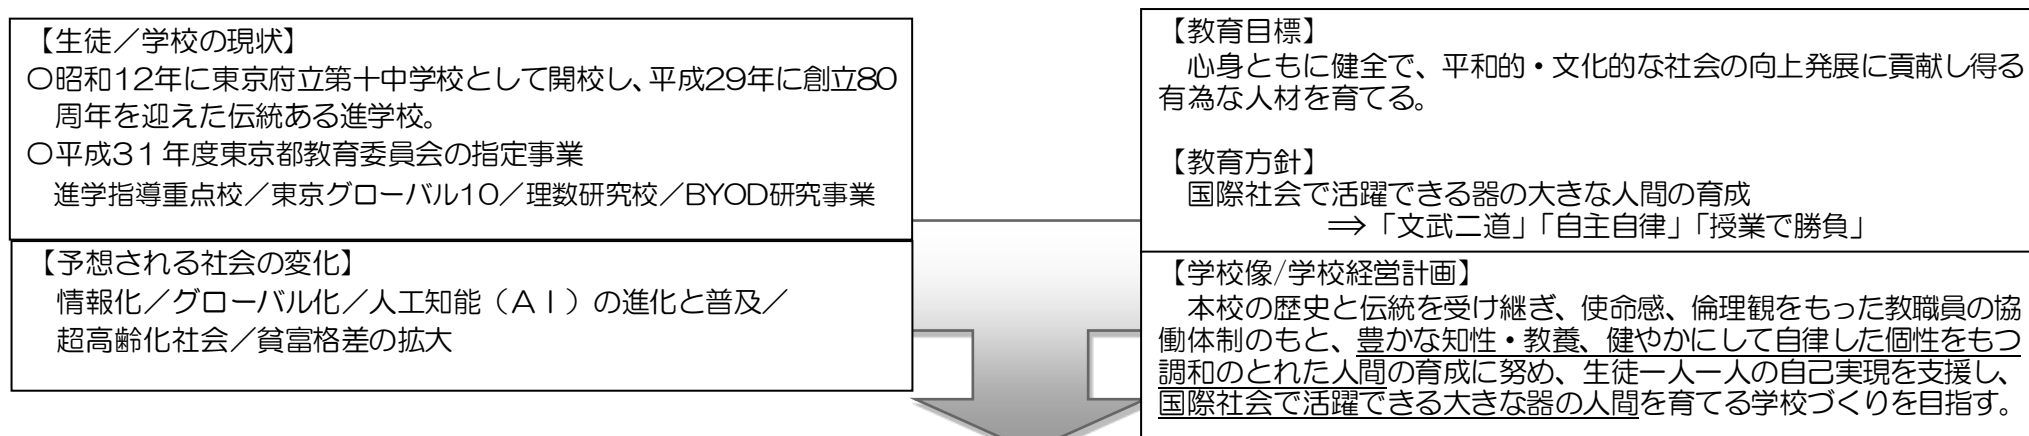 【生徒／学校の現状】
〇昭和12年に東京府立第十中学校として開校し、平成29年に創立80
周年を迎えた伝統ある進学校。
〇平成31年度東京都教育委員会の指定事業
進学指導重点校／東京グローバル10／理数研究校／BYOD研究事業
【予想される社会の変化】
情報化／グローバル化／人工知能（ＡＩ）の進化と普及／
超高齢化社会／貧富格差の拡大
【教育目標】
心身ともに健全で、平和的・文化的な社会の向上発展に貢献し得る
有為な人材を育てる。
【教育方針】
国際社会で活躍できる器の大きな人間の育成
⇒「文武二道」「自主自律」「授業で勝負」
【学校像/学校経営計画】
本校の歴史と伝統を受け継ぎ、使命感、倫理観をもった教職員の協
働体制のもと、豊かな知性・教養、健やかにして自律した個性をもつ
調和のとれた人間の育成に努め、生徒一人一人の自己実現を支援し、
国際社会で活躍できる大きな器の人間を育てる学校づくりを目指す。